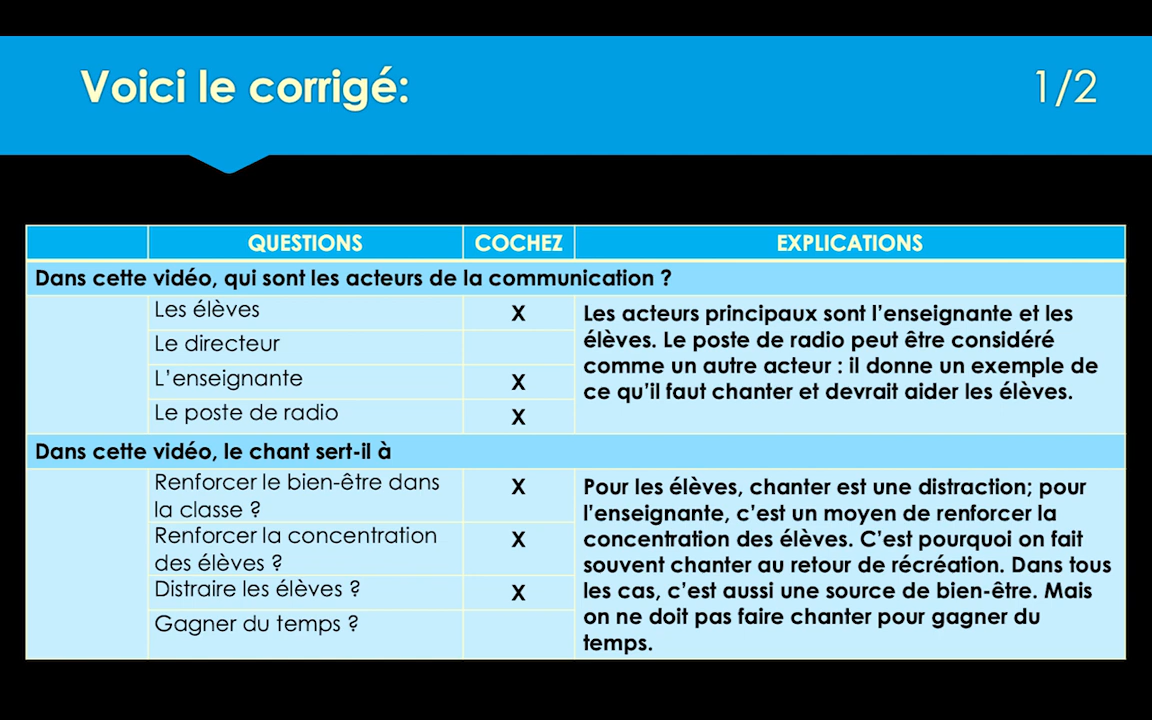 Voici le corrigé:
1/2
QUESTIONS
COCHEZ
EXPLICATIONS
Dans cette vidéo, qui sont les acteurs de la communication ?
Les élèves
X
Le directeur
L’enseignante
X
Le poste de radio
X
Les acteurs principaux sont l’enseignante et les
élèves. Le poste de radio peut être considéré
comme un autre acteur : il donne un exemple de
ce qu’il faut chanter et devrait aider les élèves.
Dans cette vidéo, le chant sert-il à
Renforcer le bien-être dans
la classe ?
X
Renforcer la concentration
des élèves ?
X
Distraire les élèves ?
X
Gagner du temps ?
Pour les élèves, chanter est une distraction; pour
l’enseignante, c’est un moyen de renforcer la
concentration des élèves. C’est pourquoi on fait
souvent chanter au retour de récréation. Dans tous
les cas, c’est aussi une source de bien-être. Mais
on ne doit pas faire chanter pour gagner du
temps.